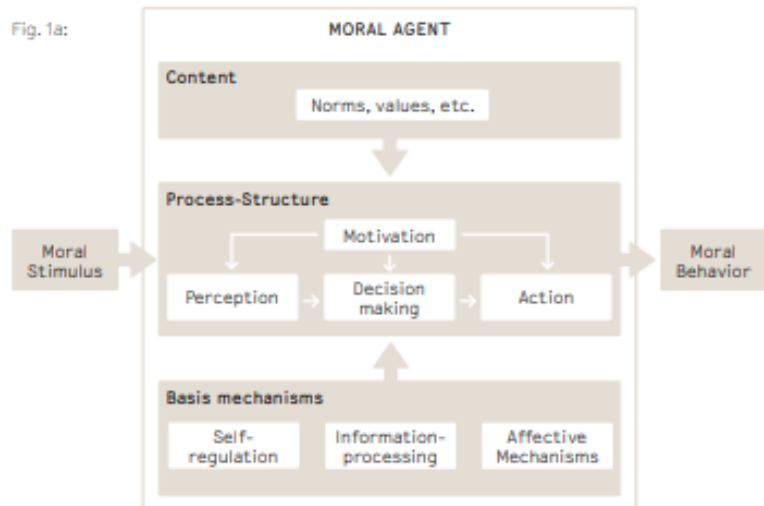 Fig. 1a:
MORAL AGENT
Content
Norms, values, etc.
Process-Structure
Motivation
Moral
Stimulus
Perception
Decision
making
Action
Moral
Behavior
Basis mechanisms
Self-
regulation
Information-
processing
Affective
Mechanisms